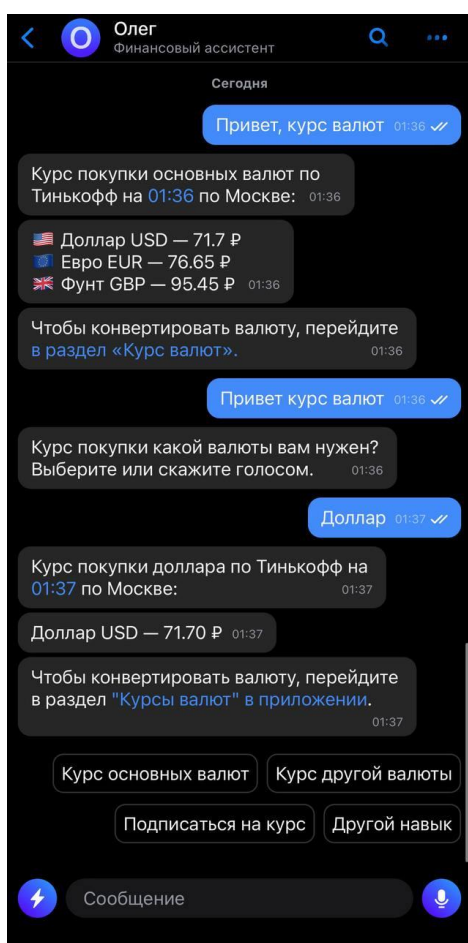 Олег
Финансовый ассистент
Сегодня
Привет, курс валют 01:36
Курс покупки основных валют по
Тинькофф на 01:36 по Москве: 01:36
Доллар USD — 71.7 ₽
Евро EUR — 76.65 ₽
Фунт GBP — 95.45 ₽ 01:36
Чтобы конвертировать валюту, перейдите
в раздел «Курс валют». 01:36
Привет курс валют 01:36
Курс покупки какой валюты вам нужен?
Выберите или скажите голосом. 01:36
Доллар 01:37
Курс покупки доллара по Тинькофф на
01:37 по Москве: 01:37
Доллар USD — 71.70 ₽ 01:37
Чтобы конвертировать валюту, перейдите
в раздел "Курсы валют" в приложении.
01:37
Курс основных валют Курс другой валюты
Подписаться на курс Другой навык
Сообщение